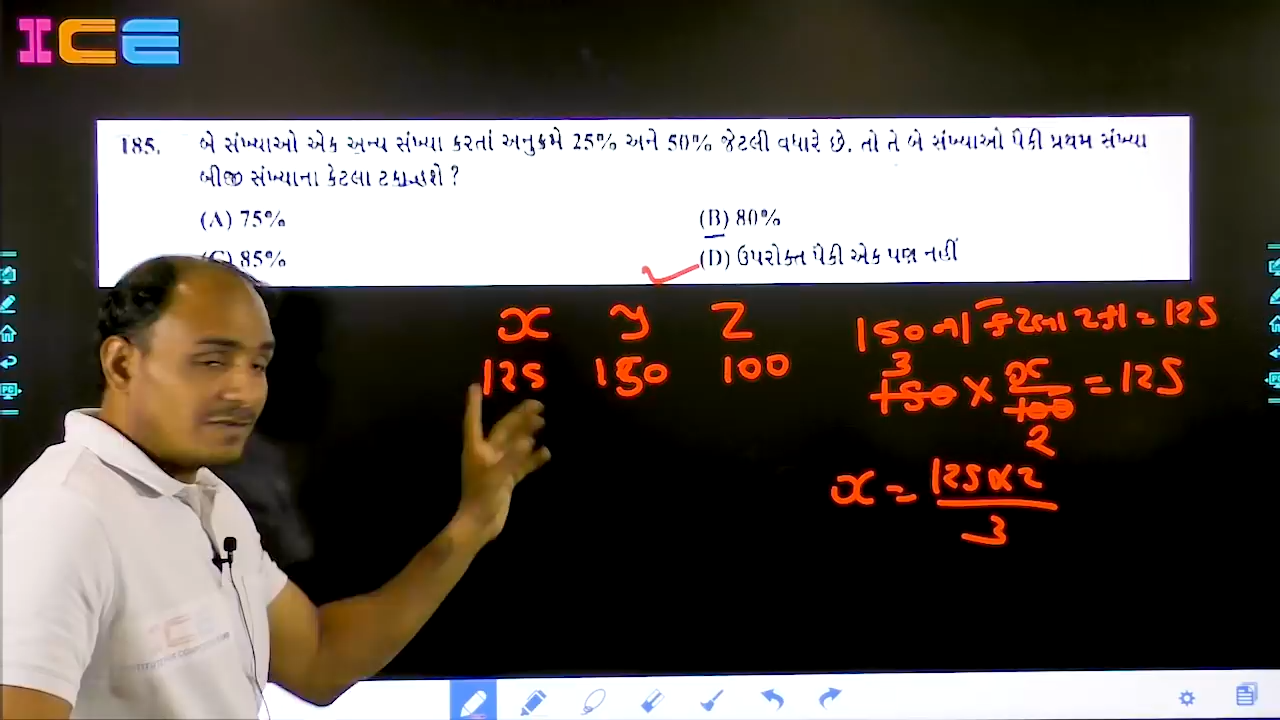 ICE
185. બે સંખ્યાઓ એક અન્ય સંખ્યા કરતાં અનુક્રમે 25% અને 50% જેટલી વધારે છે. તો તે બે સંખ્યાઓ પૈકી પ્રથમ સંખ્યા
બીજી સંખ્યાના કેટલા ટકા હશે ?
(A) 75% (B) 80%
(C) 85% (D) ઉપરોક્ત પૈકી એક પણ નહીં
x y z
125 150 100
150 ના કેટલા ટકા = 125
3
150 × x/100 = 125
2
x = 125×2/3
ICE
PC